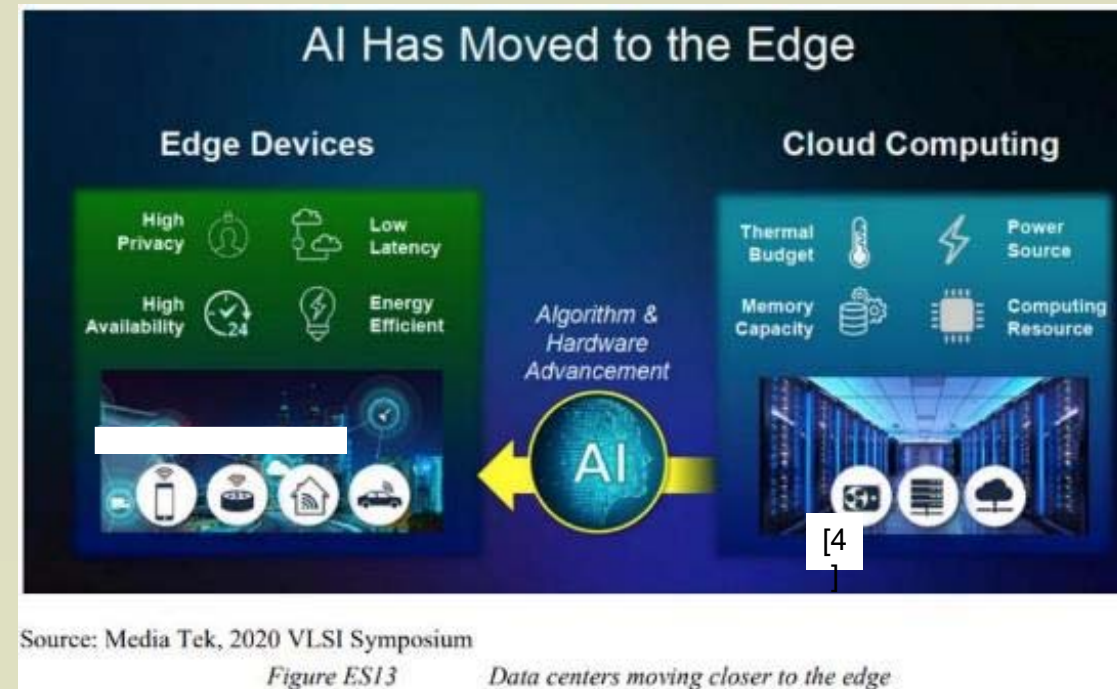 AI Has Moved to the Edge
Edge Devices
High
Privacy
Low
Latency
High
Availability
24
Energy
Efficient
Algorithm &
Hardware
Advancement
AI
Cloud Computing
Thermal
Budget
Power
Source
Memory
Capacity
Computing
Resource
[4
]
Source: Media Tek, 2020 VLSI Symposium
Figure ES13 Data centers moving closer to the edge